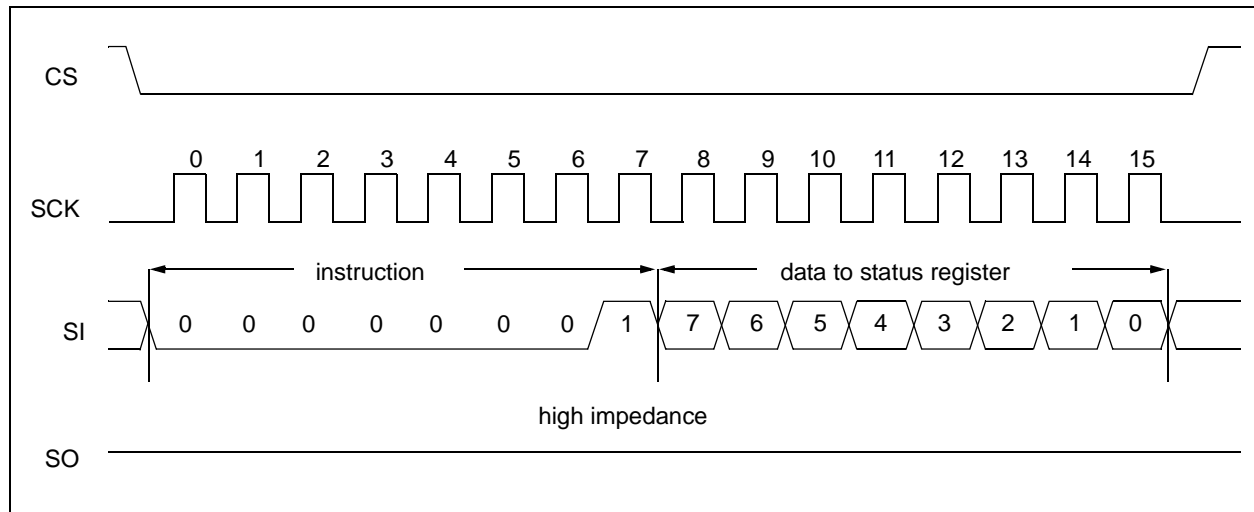 CS
0 1 2 3 4 5 6 7 8 9 10 11 12 13 14 15
SCK
instruction data to status register
SI 0 0 0 0 0 0 0 1 7 6 5 4 3 2 1 0
high impedance
SO